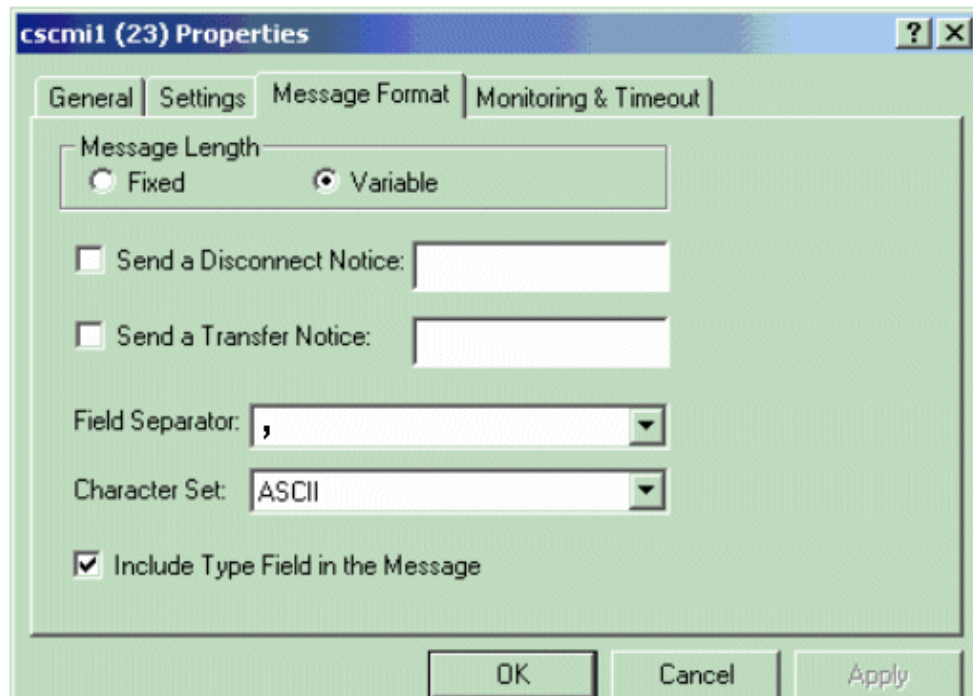 cscmi1 (23) Properties
General Settings Message Format Monitoring & Timeout
Message Length
Fixed Variable
Send a Disconnect Notice:
Send a Transfer Notice:
Field Separator: ,
Character Set: ASCII
Include Type Field in the Message
OK Cancel Apply